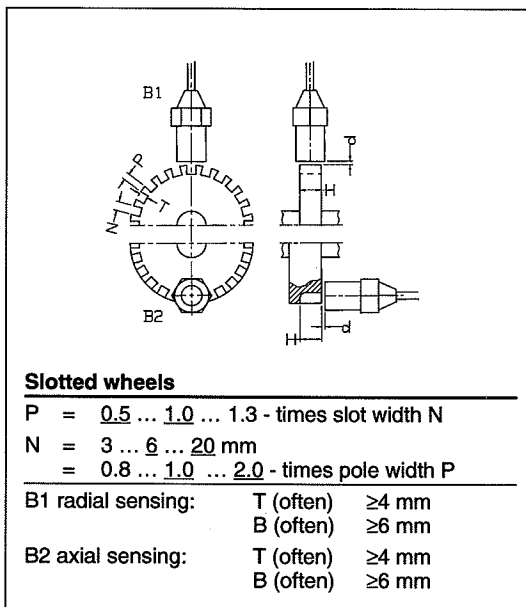 B1
P
T
N
d
H
B2
H
d
Slotted wheels
P = 0.5 ... 1.0 ... 1.3 - times slot width N
N = 3 ... 6 ... 20 mm
= 0.8 ... 1.0 ... 2.0 - times pole width P
B1 radial sensing: T (often) ≥4 mm
B (often) ≥6 mm
B2 axial sensing: T (often) ≥4 mm
B (often) ≥6 mm